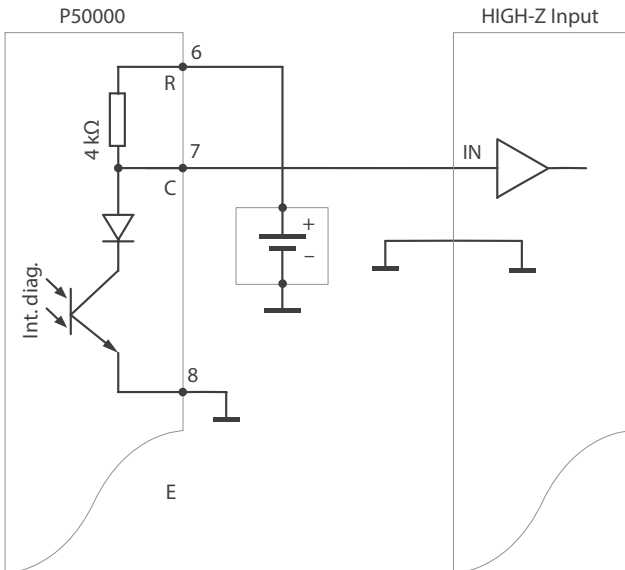 P50000
HIGH-Z Input
6
R
4 kΩ
7
C
IN
+
–
Int. diag.
8
E